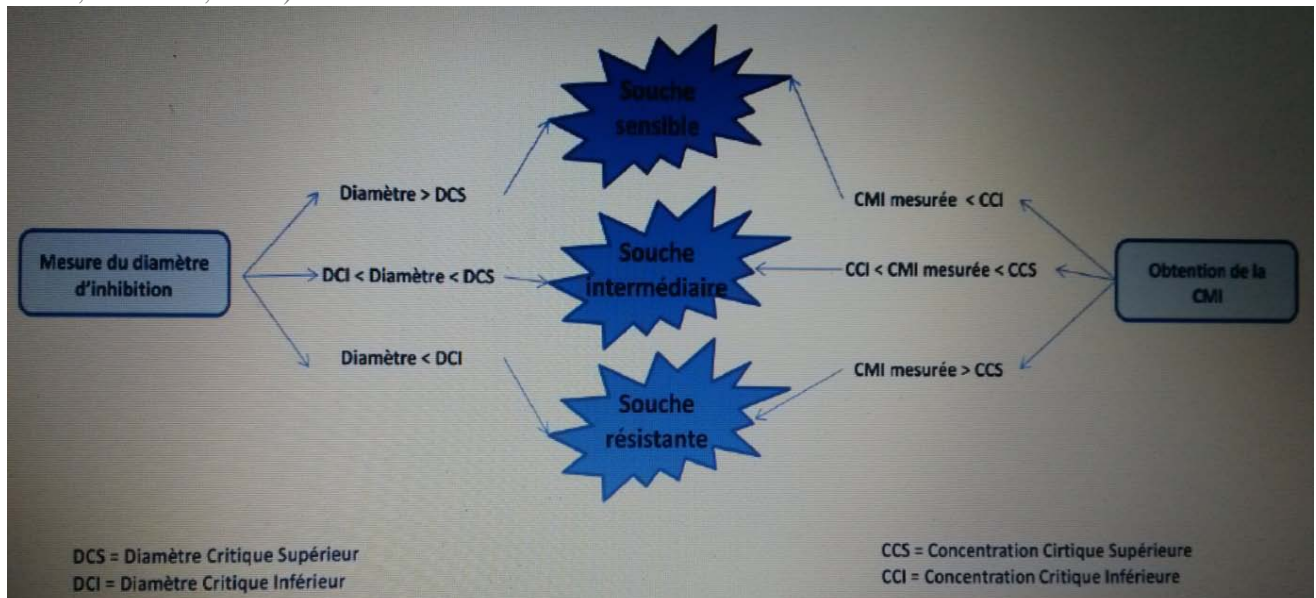 Souche
sensible
Diamètre > DCS
CMI mesurée < CCI
Mesure du diamètre
d'inhibition
DCI < Diamètre < DCS
Souche
intermédiaire
CCI < CMI mesurée < CCS
Obtention de la
CMI
Diamètre < DCI
CMI mesurée > CCS
Souche
résistante
DCS = Diamètre Critique Supérieur
DCI = Diamètre Critique Inférieur
CCS = Concentration Cirtique Supérieure
CCI = Concentration Critique Inférieure